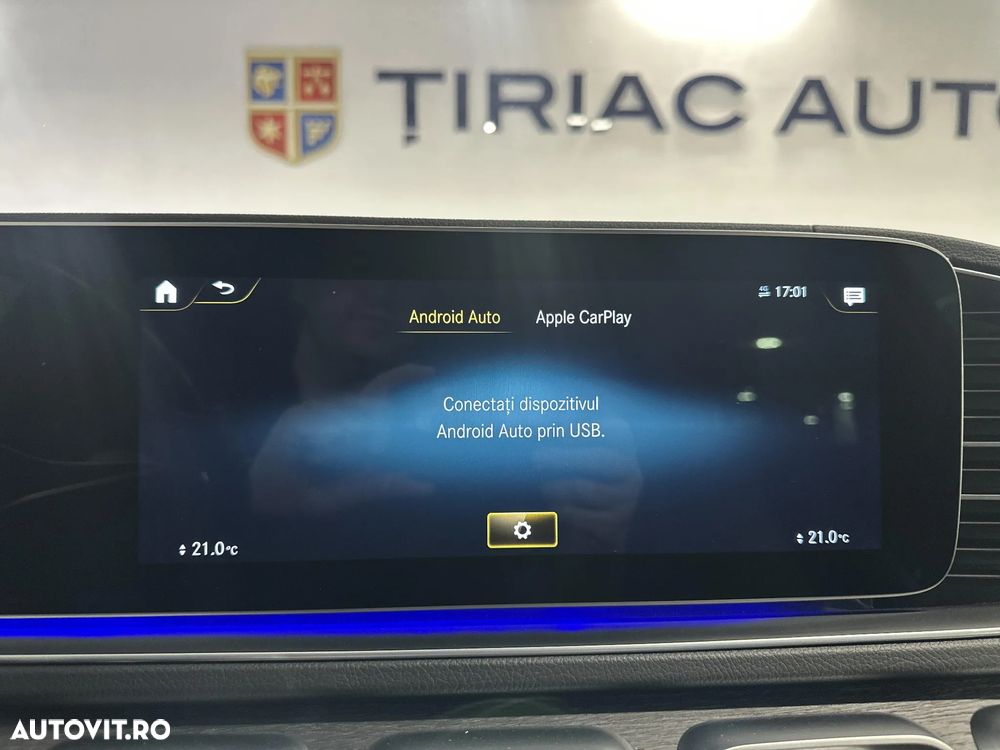 ȚIRIAC AUTO
4G 17:01
Android Auto Apple CarPlay
Conectați dispozitivul
Android Auto prin USB.
21.0°C 21.0°C
AUTOVIT.RO